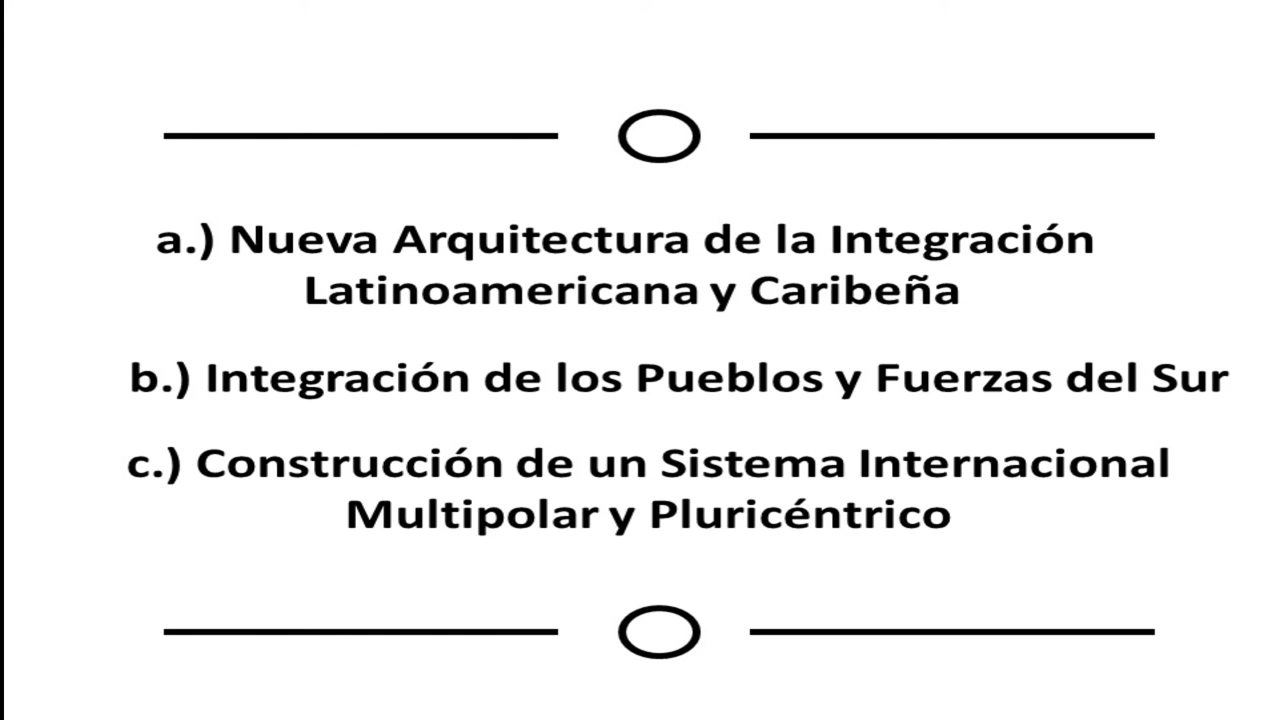 a.) Nueva Arquitectura de la Integración
Latinoamericana y Caribeña
b.) Integración de los Pueblos y Fuerzas del Sur
c.) Construcción de un Sistema Internacional
Multipolar y Pluricéntrico